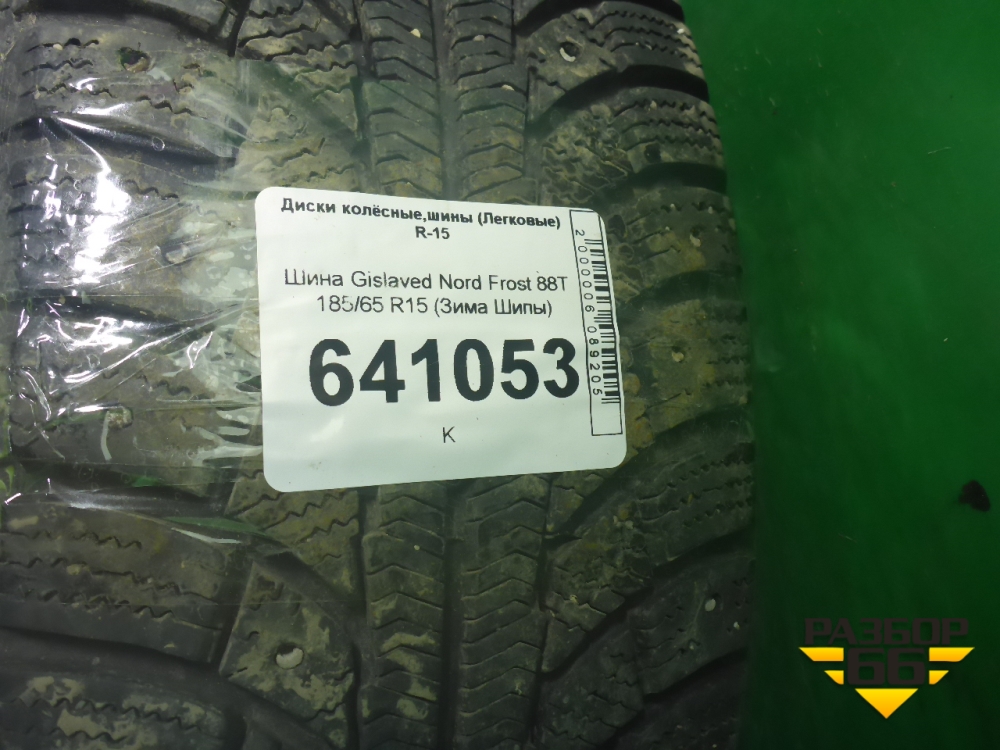 Диски колёсные,шины (Легковые)
R-15
Шина Gislaved Nord Frost 88T
185/65 R15 (Зима Шипы)
641053
К
2000006089205
РАЗБОР
66